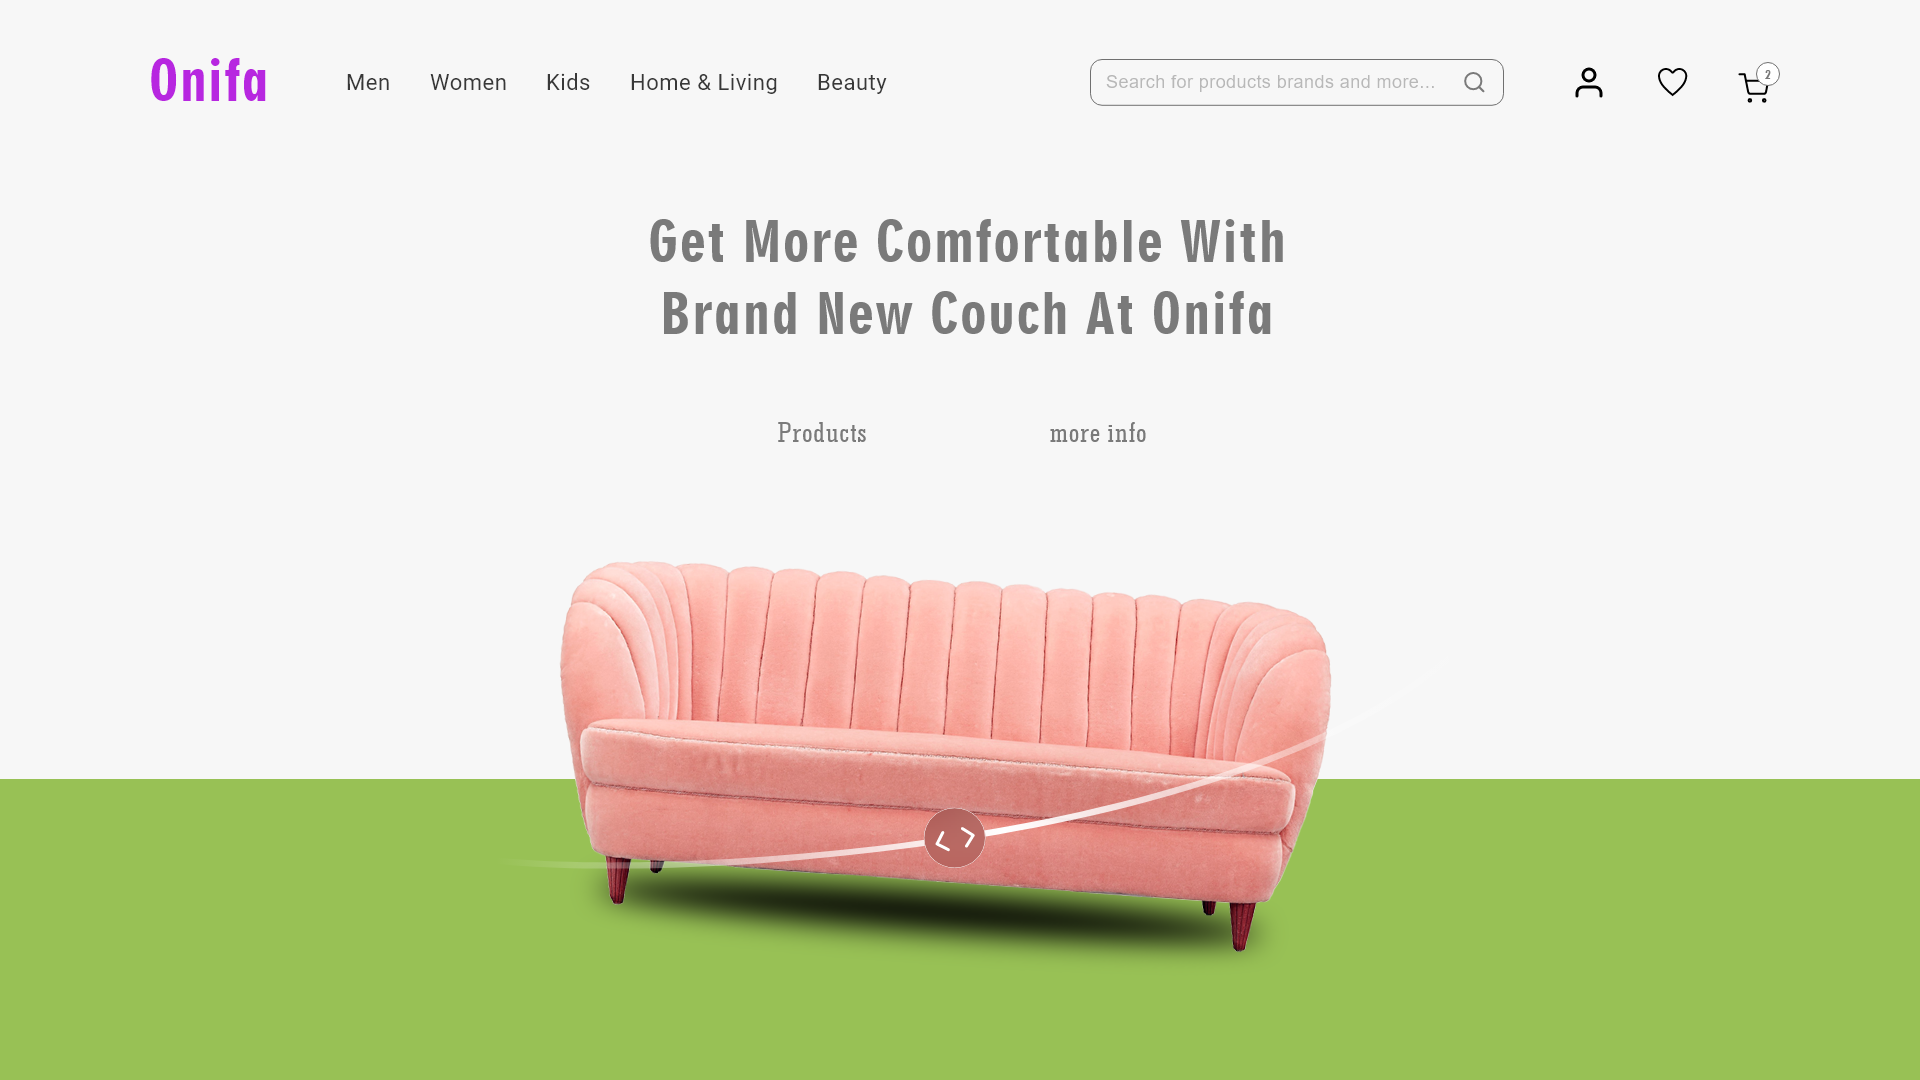 Onifa
Men Women Kids Home & Living Beauty
Search for products brands and more...
2
Get More Comfortable With
Brand New Couch At Onifa
Products more info